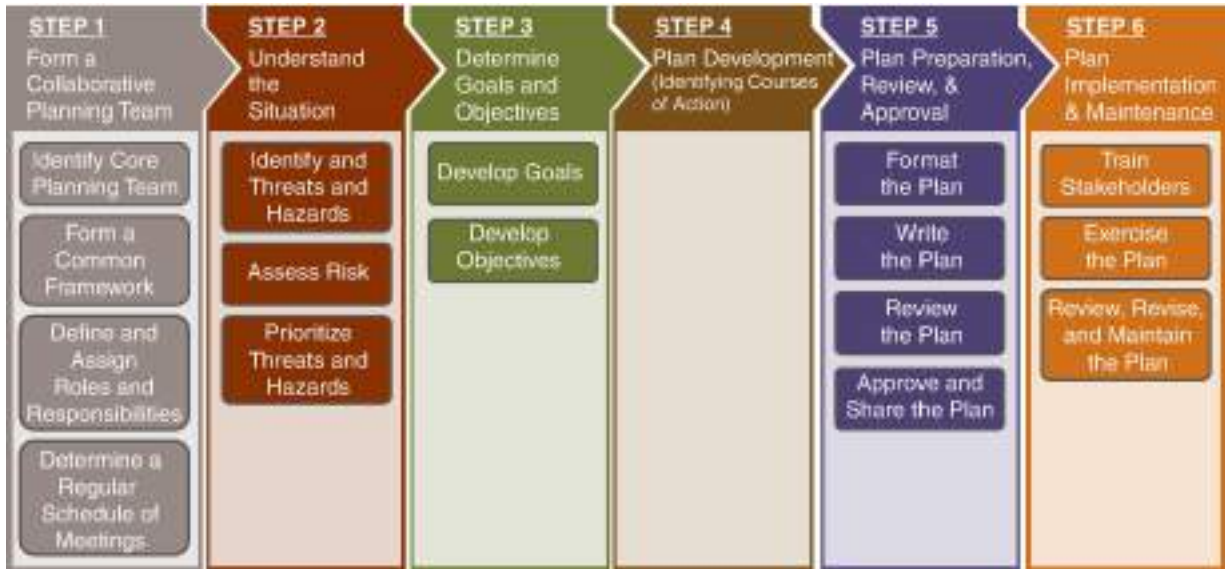 STEP 1
Form a
Collaborative
Planning Team
Identify Core
Planning Team
Form a
Common
Framework
Define and
Assign
Roles and
Responsibilities
Determine a
Regular
Schedule of
Meetings
STEP 2
Understand
the
Situation
Identify and
Threats and
Hazards
Assess Risk
Prioritize
Threats and
Hazards
STEP 3
Determine
Goals and
Objectives
Develop Goals
Develop
Objectives
STEP 4
Plan Development
(Identifying Courses
of Action)
STEP 5
Plan Preparation,
Review, &
Approval
Format
the Plan
Write
the Plan
Review
the Plan
Approve and
Share the Plan
STEP 6
Plan
Implementation
& Maintenance
Train
Stakeholders
Exercise
the Plan
Review, Revise,
and Maintain
the Plan